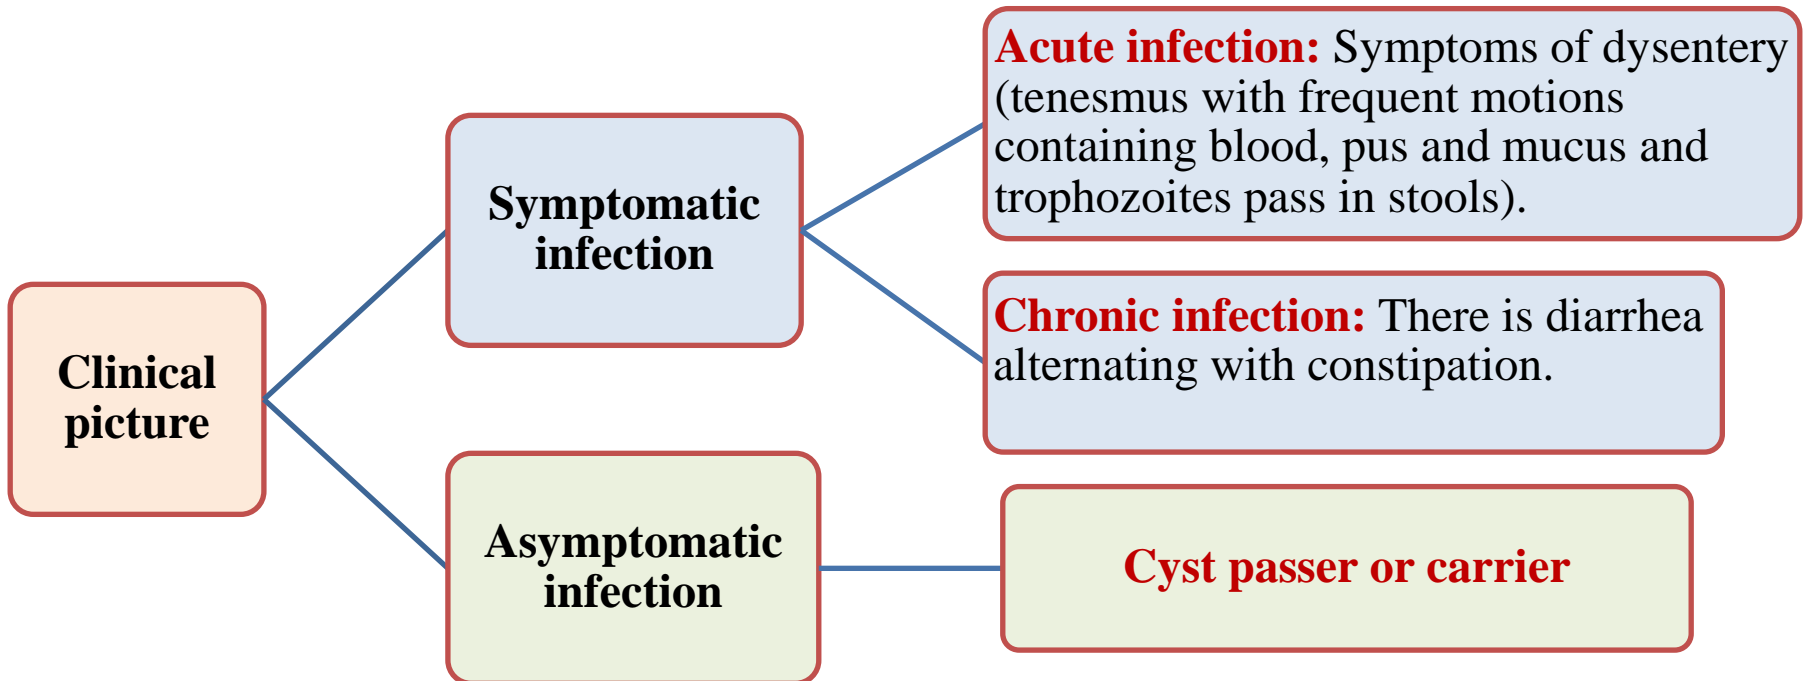 Clinical
picture
Symptomatic
infection
Acute infection: Symptoms of dysentery
(tenesmus with frequent motions
containing blood, pus and mucus and
trophozoites pass in stools).
Chronic infection: There is diarrhea
alternating with constipation.
Asymptomatic
infection
Cyst passer or carrier